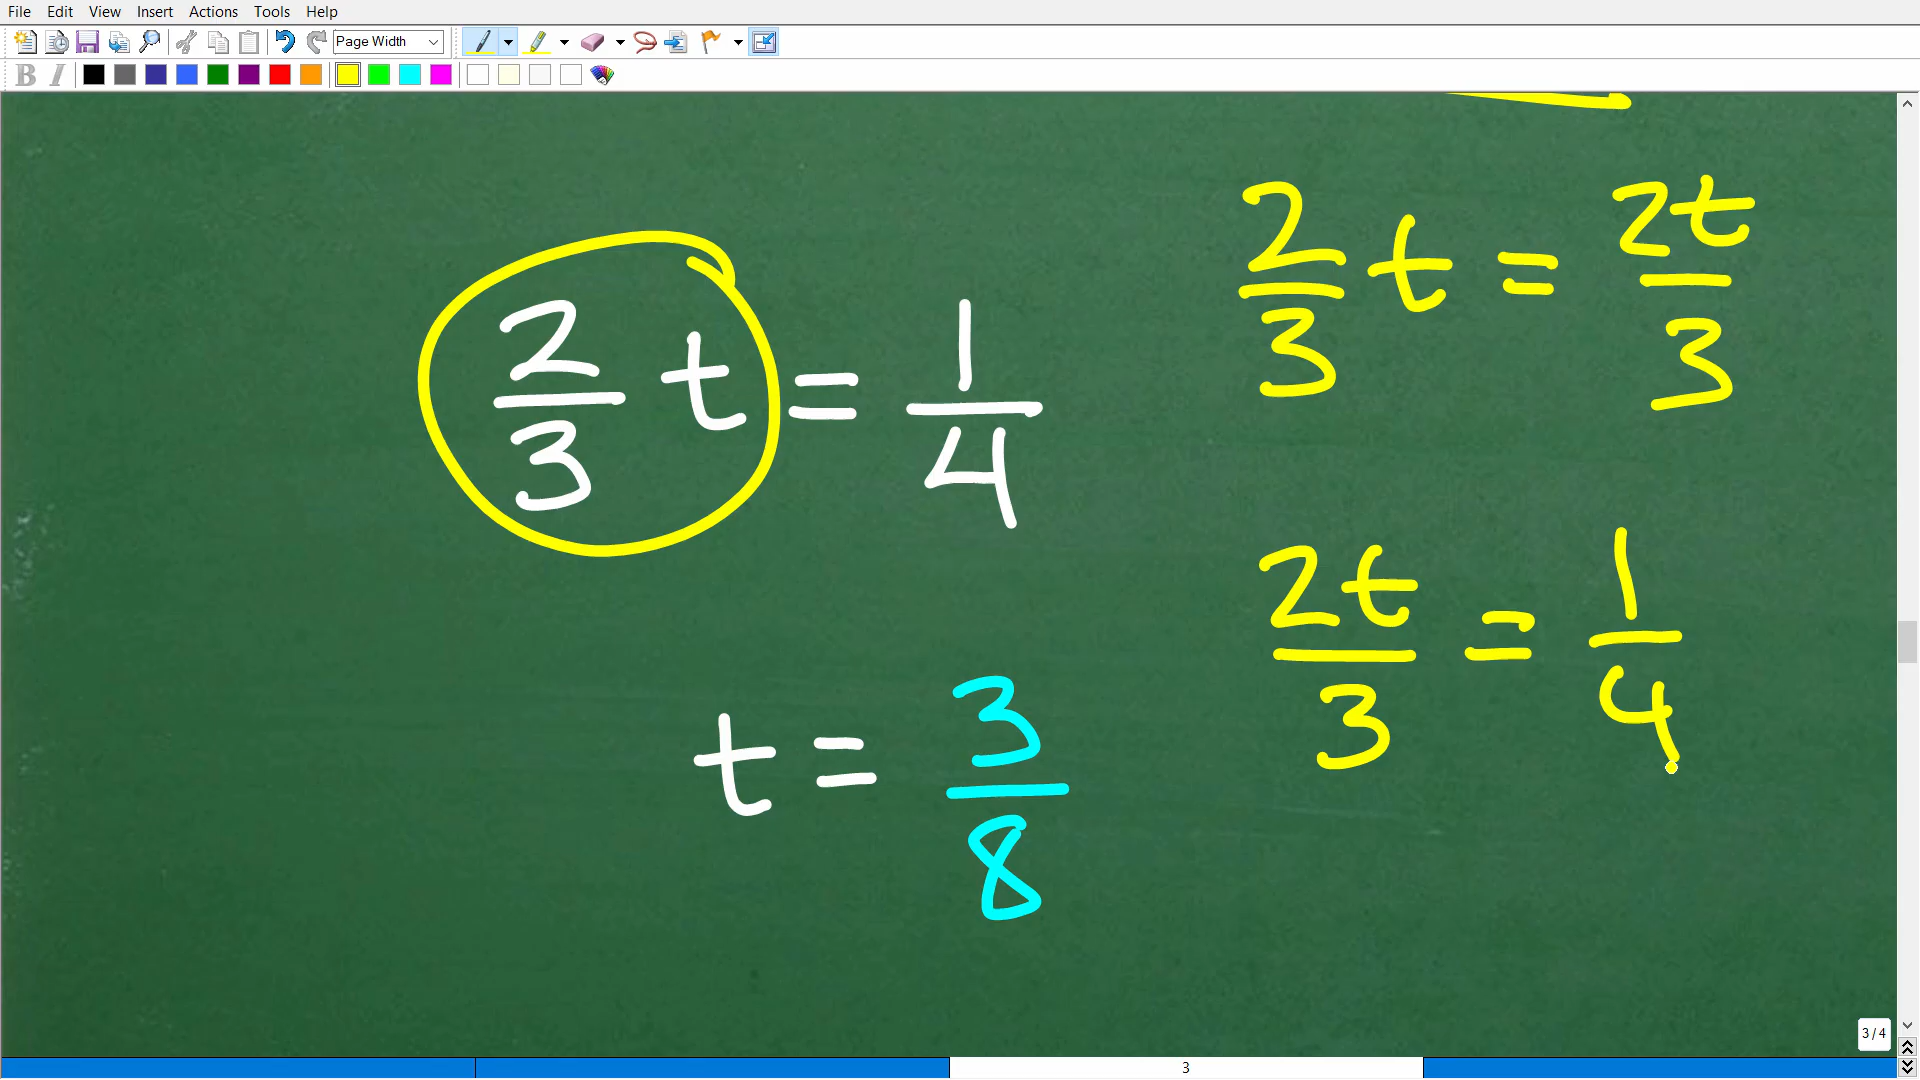 File Edit View Insert Actions Tools Help
Page Width
B I
2/3 t = 1/4
2/3 t = 2t/3
2t/3 = 1/4
t = 3/8
3 / 4
3